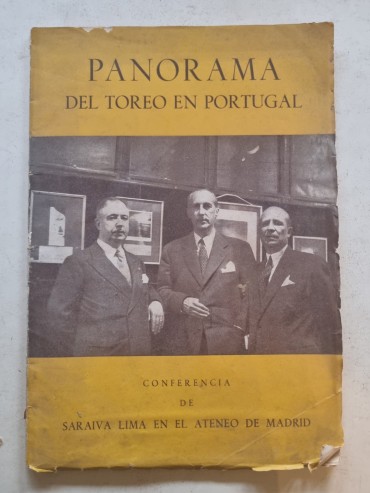 PANORAMA
DEL TOREO EN PORTUGAL
CONFERENCIA
DE
SARAIVA LIMA EN EL ATENEO DE MADRID